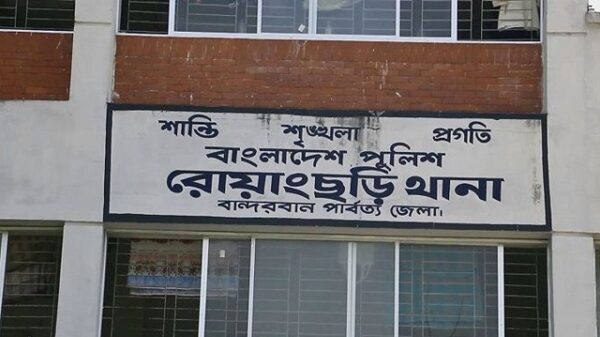 শান্তি শৃঙ্খলা প্রগতি
বাংলাদেশ পুলিশ
রোয়াংছড়ি থানা
বান্দরবান পার্বত্য জেলা।